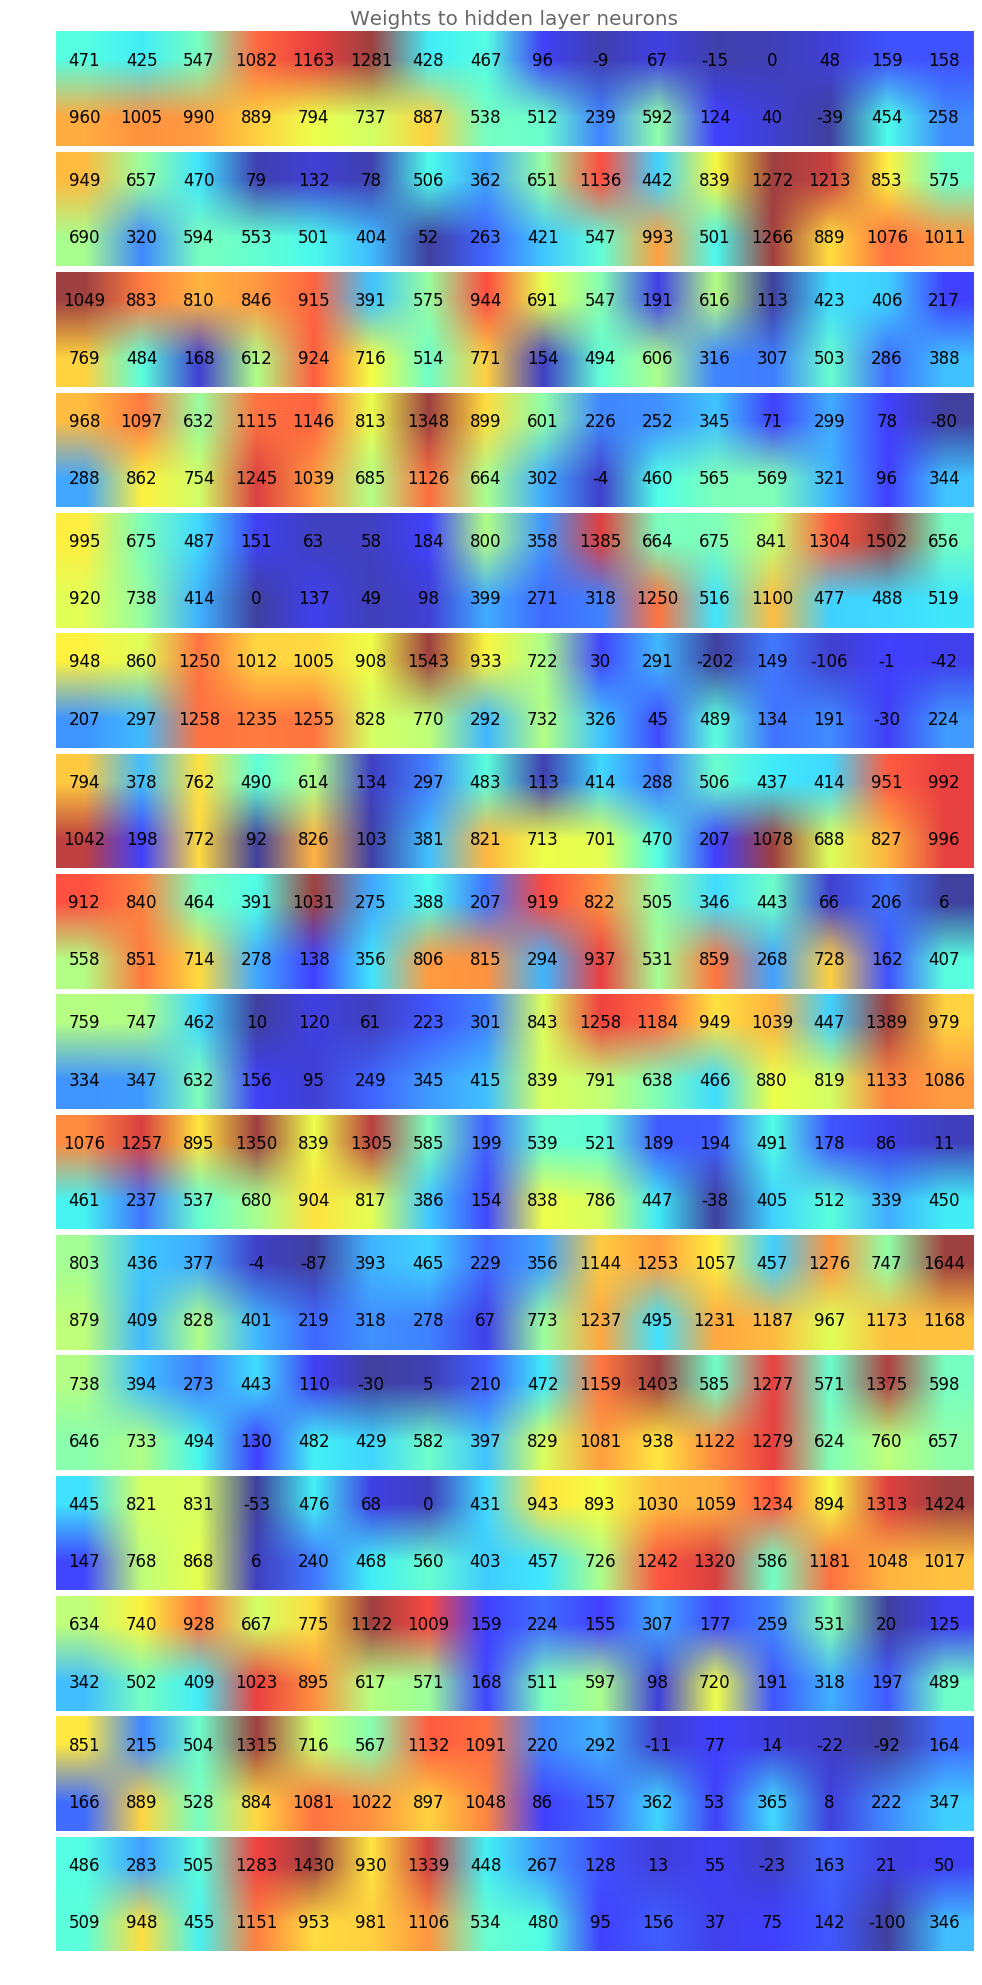 Weights to hidden layer neurons
471 425 547 1082 1163 1281 428 467 96 -9 67 -15 0 48 159 158
960 1005 990 889 794 737 887 538 512 239 592 124 40 -39 454 258
949 657 470 79 132 78 506 362 651 1136 442 839 1272 1213 853 575
690 320 594 553 501 404 52 263 421 547 993 501 1266 889 1076 1011
1049 883 810 846 915 391 575 944 691 547 191 616 113 423 406 217
769 484 168 612 924 716 514 771 154 494 606 316 307 503 286 388
968 1097 632 1115 1146 813 1348 899 601 226 252 345 71 299 78 -80
288 862 754 1245 1039 685 1126 664 302 -4 460 565 569 321 96 344
995 675 487 151 63 58 184 800 358 1385 664 675 841 1304 1502 656
920 738 414 0 137 49 98 399 271 318 1250 516 1100 477 488 519
948 860 1250 1012 1005 908 1543 933 722 30 291 -202 149 -106 -1 -42
207 297 1258 1235 1255 828 770 292 732 326 45 489 134 191 -30 224
794 378 762 490 614 134 297 483 113 414 288 506 437 414 951 992
1042 198 772 92 826 103 381 821 713 701 470 207 1078 688 827 996
912 840 464 391 1031 275 388 207 919 822 505 346 443 66 206 6
558 851 714 278 138 356 806 815 294 937 531 859 268 728 162 407
759 747 462 10 120 61 223 301 843 1258 1184 949 1039 447 1389 979
334 347 632 156 95 249 345 415 839 791 638 466 880 819 1133 1086
1076 1257 895 1350 839 1305 585 199 539 521 189 194 491 178 86 11
461 237 537 680 904 817 386 154 838 786 447 -38 405 512 339 450
803 436 377 -4 -87 393 465 229 356 1144 1253 1057 457 1276 747 1644
879 409 828 401 219 318 278 67 773 1237 495 1231 1187 967 1173 1168
738 394 273 443 110 -30 5 210 472 1159 1403 585 1277 571 1375 598
646 733 494 130 482 429 582 397 829 1081 938 1122 1279 624 760 657
445 821 831 -53 476 68 0 431 943 893 1030 1059 1234 894 1313 1424
147 768 868 6 240 468 560 403 457 726 1242 1320 586 1181 1048 1017
634 740 928 667 775 1122 1009 159 224 155 307 177 259 531 20 125
342 502 409 1023 895 617 571 168 511 597 98 720 191 318 197 489
851 215 504 1315 716 567 1132 1091 220 292 -11 77 14 -22 -92 164
166 889 528 884 1081 1022 897 1048 86 157 362 53 365 8 222 347
486 283 505 1283 1430 930 1339 448 267 128 13 55 -23 163 21 50
509 948 455 1151 953 981 1106 534 480 95 156 37 75 142 -100 346